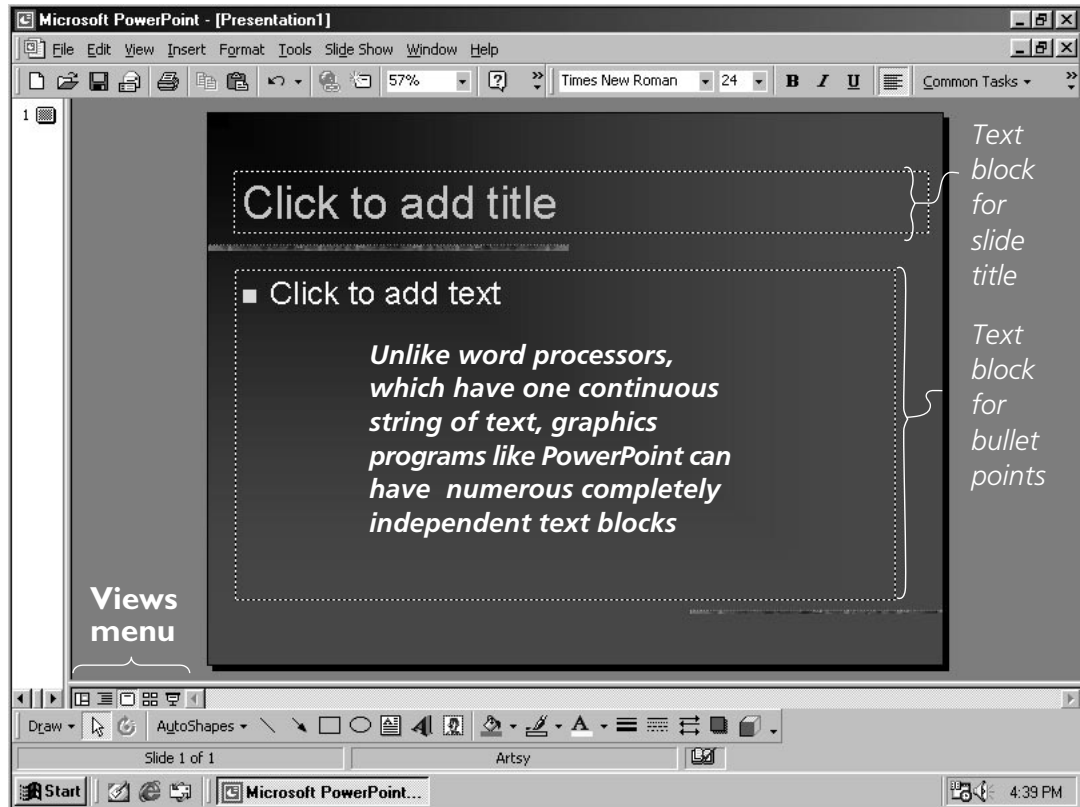 Microsoft PowerPoint - [Presentation1]
File Edit View Insert Format Tools Slide Show Window Help
57% Times New Roman 24 B I U Common Tasks
1
Click to add title
Text
block
for
slide
title
Click to add text
Unlike word processors,
which have one continuous
string of text, graphics
programs like PowerPoint can
have numerous completely
independent text blocks
Text
block
for
bullet
points
Views
menu
Draw AutoShapes A A
Slide 1 of 1 Artsy
Start Microsoft PowerPoint... 4:39 PM